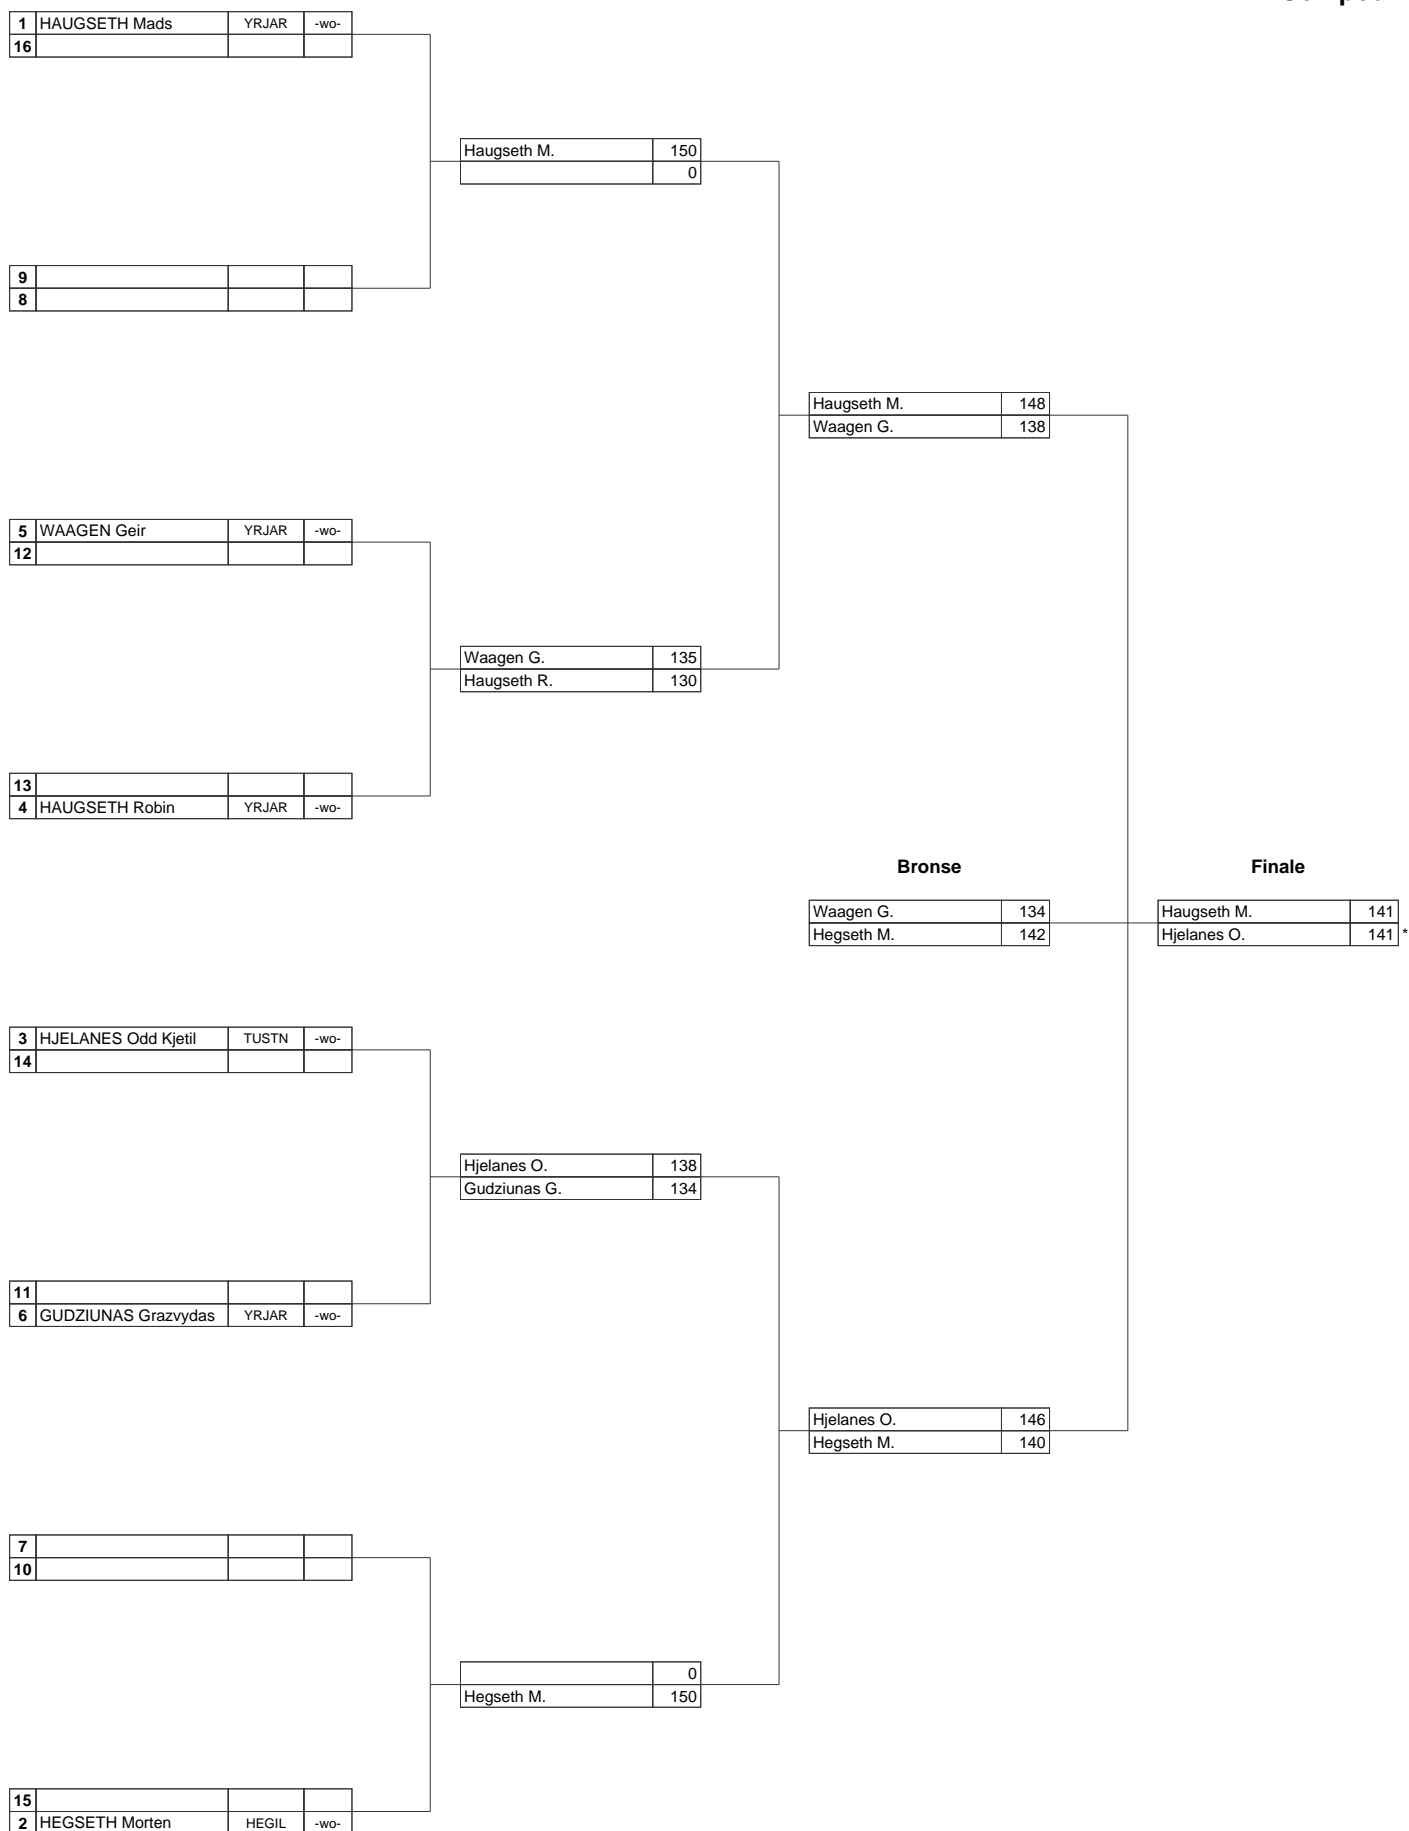 1 HAUGSETH Mads YRJAR -wo-
16
Haugseth M. 150
0
9
8
Haugseth M. 148
Waagen G. 138
5 WAAGEN Geir YRJAR -wo-
12
Waagen G. 135
Haugseth R. 130
13
4 HAUGSETH Robin YRJAR -wo-
Bronse Finale
Waagen G. 134 Haugseth M. 141
Hegseth M. 142 Hjelanes O. 141 *
3 HJELANES Odd Kjetil TUSTN -wo-
14
Hjelanes O. 138
Gudziunas G. 134
11
6 GUDZIUNAS Grazvydas YRJAR -wo-
Hjelanes O. 146
Hegseth M. 140
7
10
0
Hegseth M. 150
15
2 HEGSETH Morten HEGIL -wo-